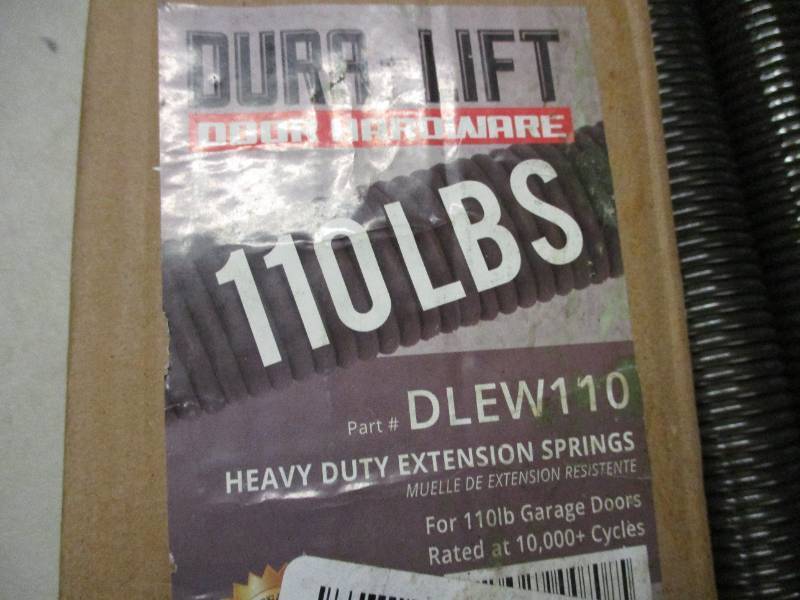 DURA-LIFT
DOOR HARDWARE
110LBS
Part # DLEW110
HEAVY DUTY EXTENSION SPRINGS
MUELLE DE EXTENSION RESISTENTE
For 110lb Garage Doors
Rated at 10,000+ Cycles